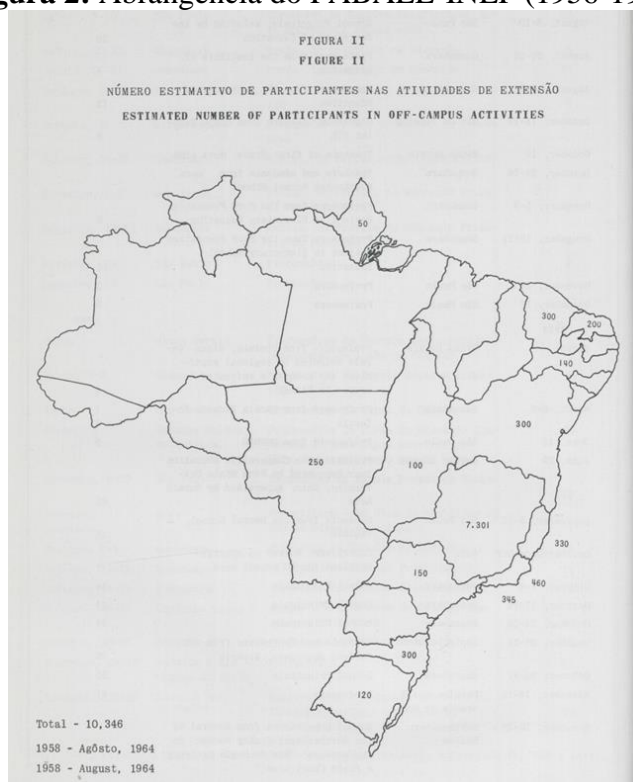 gura 2: Abrangência do PABAEE-INEP (1956-19
FIGURA II
FIGURE II
NÚMERO ESTIMATIVO DE PARTICIPANTES NAS ATIVIDADES DE EXTENSÃO
ESTIMATED NUMBER OF PARTICIPANTS IN OFF-CAMPUS ACTIVITIES
50
300
200
140
300
250
100
7.301
330
150
460
345
300
120
Total - 10,346
1958 - Agôsto, 1964
1958 - August, 1964